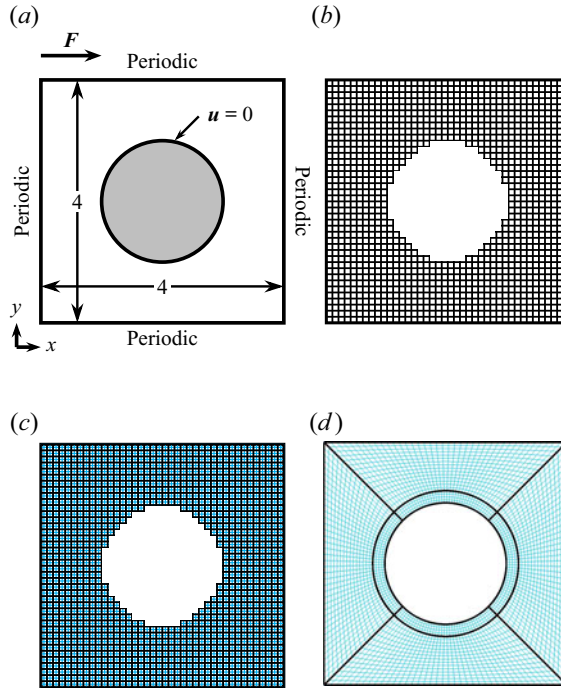 (a)
(b)
F
Periodic
u = 0
Periodic
4
4
Periodic
Periodic
y
x
(c)
(d)